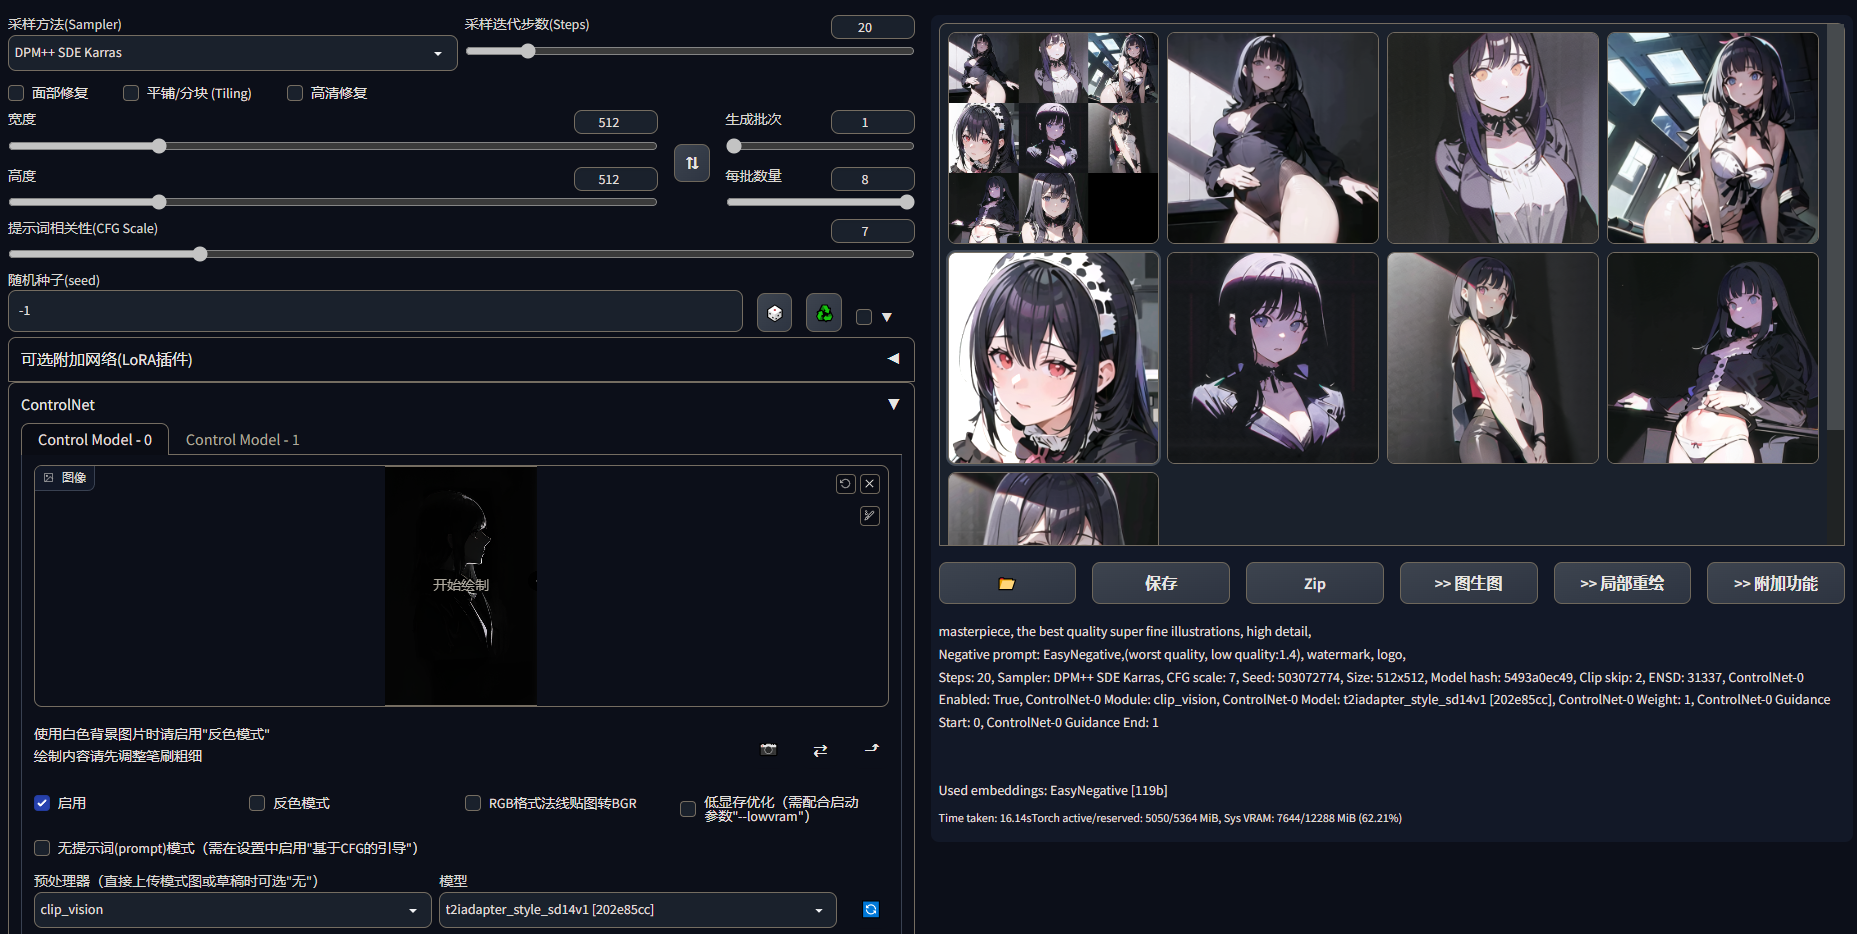 采样方法(Sampler)
DPM++ SDE Karras
采样迭代步数(Steps)
20
面部修复
平铺/分块 (Tiling)
高清修复
宽度
512
高度
512
生成批次
1
每批数量
8
提示词相关性(CFG Scale)
7
随机种子(seed)
-1
可选附加网络(LoRA插件)
ControlNet
Control Model - 0
Control Model - 1
图像
开始绘制
使用白色背景图片时请启用"反色模式"
绘制内容请先调整笔刷粗细
启用
反色模式
RGB格式法线贴图转BGR
低显存优化（需配合启动
参数"--lowvram"）
无提示词(prompt)模式（需在设置中启用"基于CFG的引导"）
预处理器（直接上传模式图或草稿时可选"无"）
clip_vision
模型
t2iadapter_style_sd14v1 [202e85cc]
保存
Zip
>> 图生图
>> 局部重绘
>> 附加功能
masterpiece, the best quality super fine illustrations, high detail,
Negative prompt: EasyNegative,(worst quality, low quality:1.4), watermark, logo,
Steps: 20, Sampler: DPM++ SDE Karras, CFG scale: 7, Seed: 503072774, Size: 512x512, Model hash: 5493a0ec49, Clip skip: 2, ENSD: 31337, ControlNet-0
Enabled: True, ControlNet-0 Module: clip_vision, ControlNet-0 Model: t2iadapter_style_sd14v1 [202e85cc], ControlNet-0 Weight: 1, ControlNet-0 Guidance
Start: 0, ControlNet-0 Guidance End: 1
Used embeddings: EasyNegative [119b]
Time taken: 16.14sTorch active/reserved: 5050/5364 MiB, Sys VRAM: 7644/12288 MiB (62.21%)